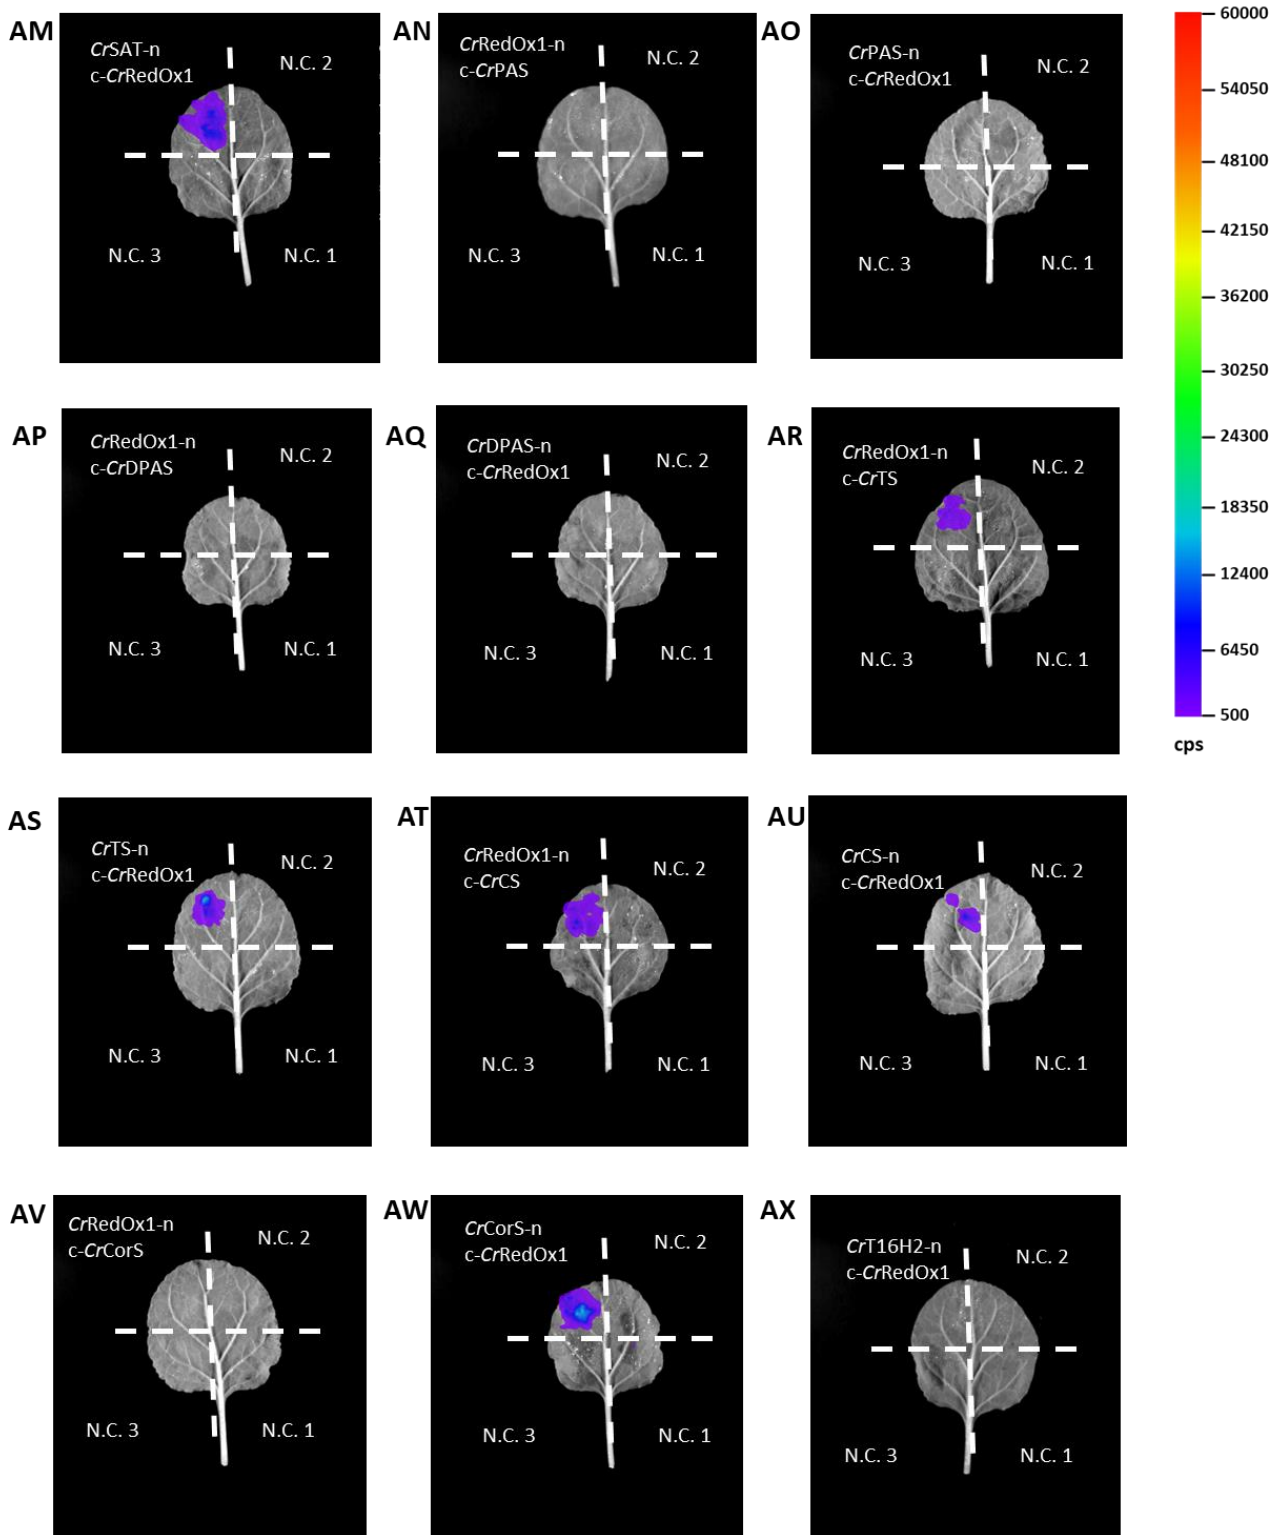 AM
CrSAT-n
c-CrRedOx1
N.C. 2
N.C. 3
N.C. 1
AN
CrRedOx1-n
c-CrPAS
N.C. 2
N.C. 3
N.C. 1
AO
CrPAS-n
c-CrRedOx1
N.C. 2
N.C. 3
N.C. 1
60000
54050
48100
42150
36200
30250
24300
18350
12400
6450
500
cps
AP
CrRedOx1-n
c-CrDPAS
N.C. 2
N.C. 3
N.C. 1
AQ
CrDPAS-n
c-CrRedOx1
N.C. 2
N.C. 3
N.C. 1
AR
CrRedOx1-n
c-CrTS
N.C. 2
N.C. 3
N.C. 1
AS
CrTS-n
c-CrRedOx1
N.C. 2
N.C. 3
N.C. 1
AT
CrRedOx1-n
c-CrCS
N.C. 2
N.C. 3
N.C. 1
AU
CrCS-n
c-CrRedOx1
N.C. 2
N.C. 3
N.C. 1
AV
CrRedOx1-n
c-CrCorS
N.C. 2
N.C. 3
N.C. 1
AW
CrCorS-n
c-CrRedOx1
N.C. 2
N.C. 3
N.C. 1
AX
CrT16H2-n
c-CrRedOx1
N.C. 2
N.C. 3
N.C. 1